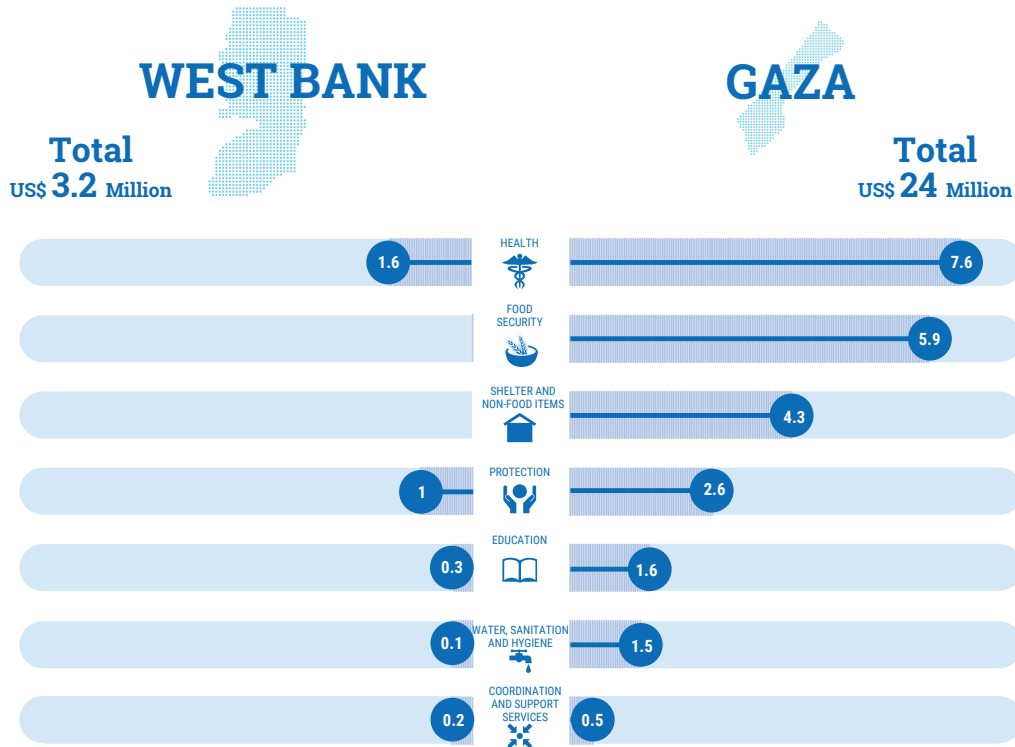 WEST BANK
GAZA
Total
US$ 3.2 Million
Total
US$ 24 Million
HEALTH
1.6
7.6
FOOD
SECURITY
5.9
SHELTER AND
NON-FOOD ITEMS
4.3
PROTECTION
1
2.6
EDUCATION
0.3
1.6
WATER, SANITATION
AND HYGIENE
0.1
1.5
COORDINATION
AND SUPPORT
SERVICES
0.2
0.5